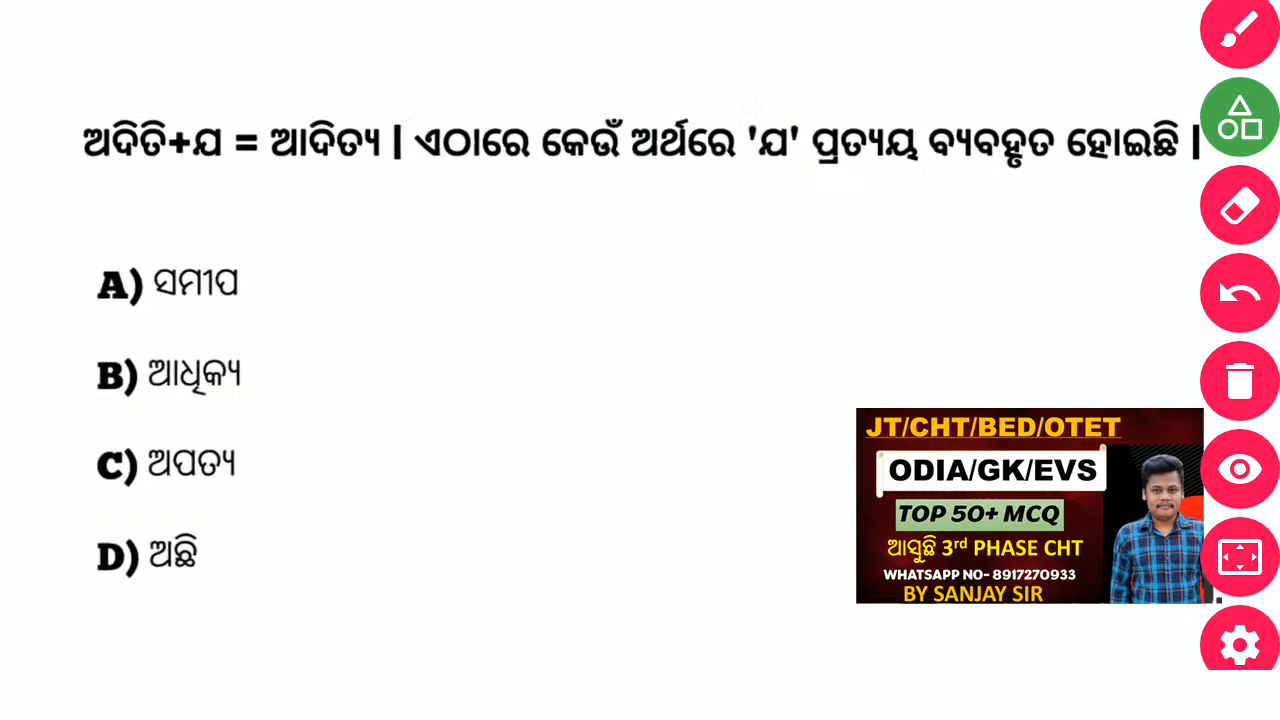 ଅଦିତି+ଯ = ଆଦିତ୍ୟ | ଏଠାରେ କେଉଁ ଅର୍ଥରେ 'ଯ' ପ୍ରତ୍ୟୟ ବ୍ୟବହୃତ ହୋଇଛି |
A) ସମୀପ
B) ଆଧିକ୍ୟ
C) ଅପତ୍ୟ
D) ଅଛି
JT/CHT/BED/OTET
ODIA/GK/EVS
TOP 50+ MCQ
ଆସୁଛି 3rd PHASE CHT
WHATSAPP NO- 8917270933
BY SANJAY SIR